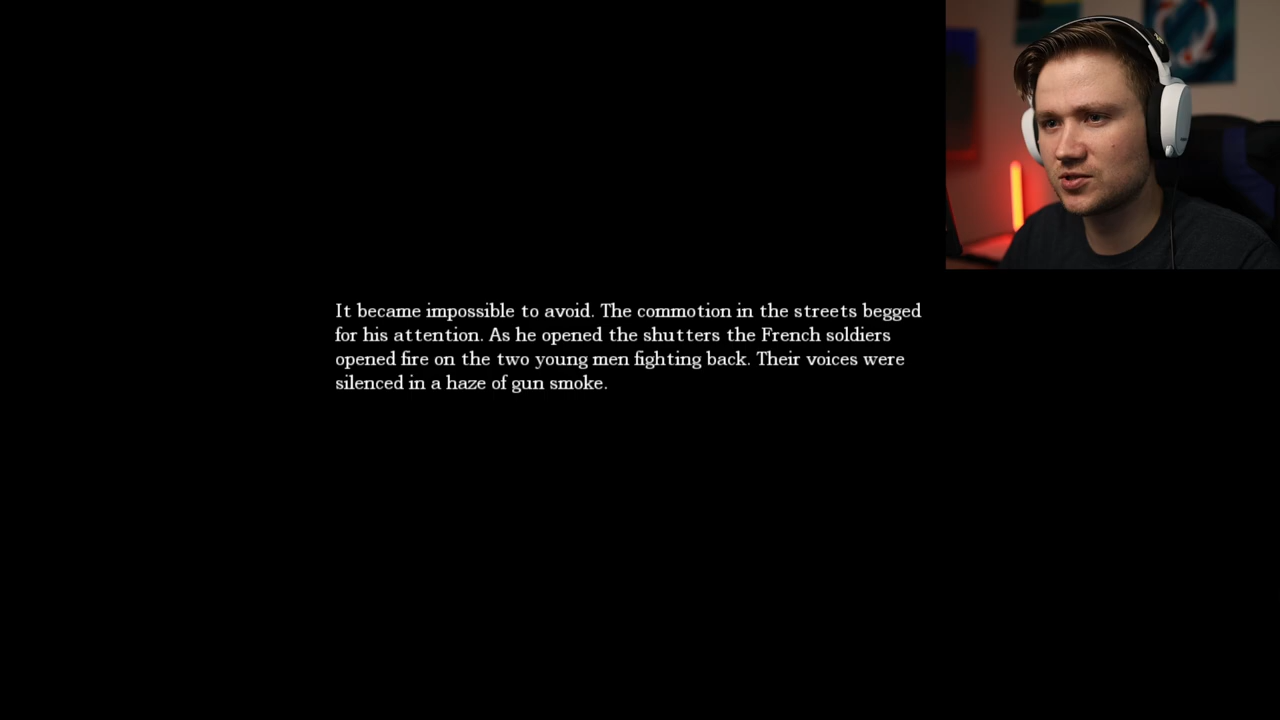 It became impossible to avoid. The commotion in the streets begged
for his attention. As he opened the shutters the French soldiers
opened fire on the two young men fighting back. Their voices were
silenced in a haze of gun smoke.